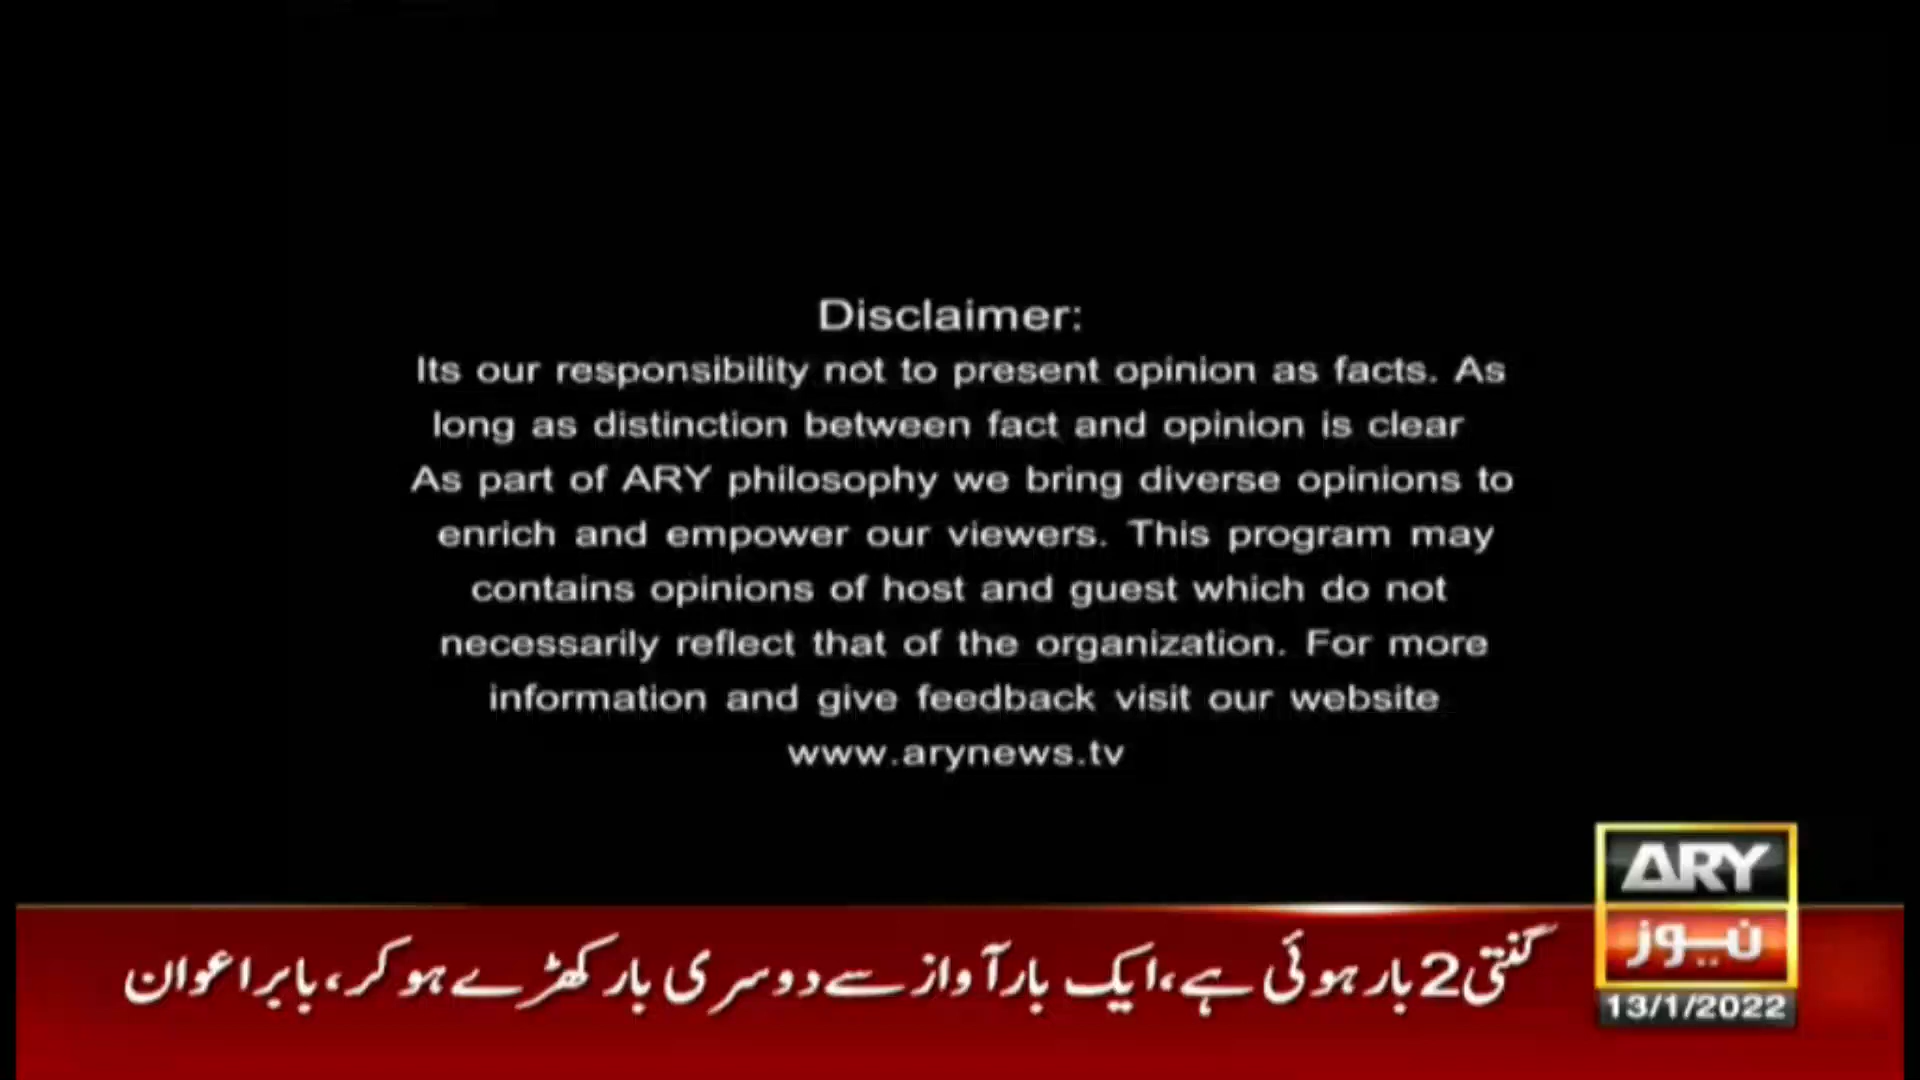 Disclaimer:
Its our responsibility not to present opinion as facts. As
long as distinction between fact and opinion is clear
As part of ARY philosophy we bring diverse opinions to
enrich and empower our viewers. This program may
contains opinions of host and guest which do not
necessarily reflect that of the organization. For more
information and give feedback visit our website
www.arynews.tv
ARY
نیوز
13/1/2022
گنتی 2 بار ہوئی ہے، ایک بار آواز سے دوسری بار کھڑے ہو کر، بابر اعوان